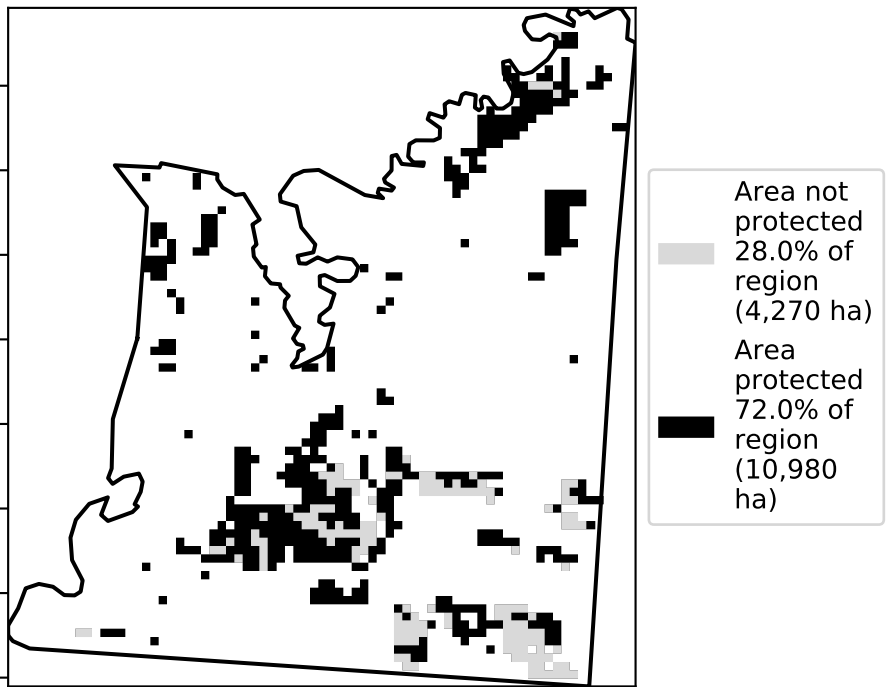 Area not
protected
28.0% of
region
(4,270 ha)
Area
protected
72.0% of
region
(10,980
ha)